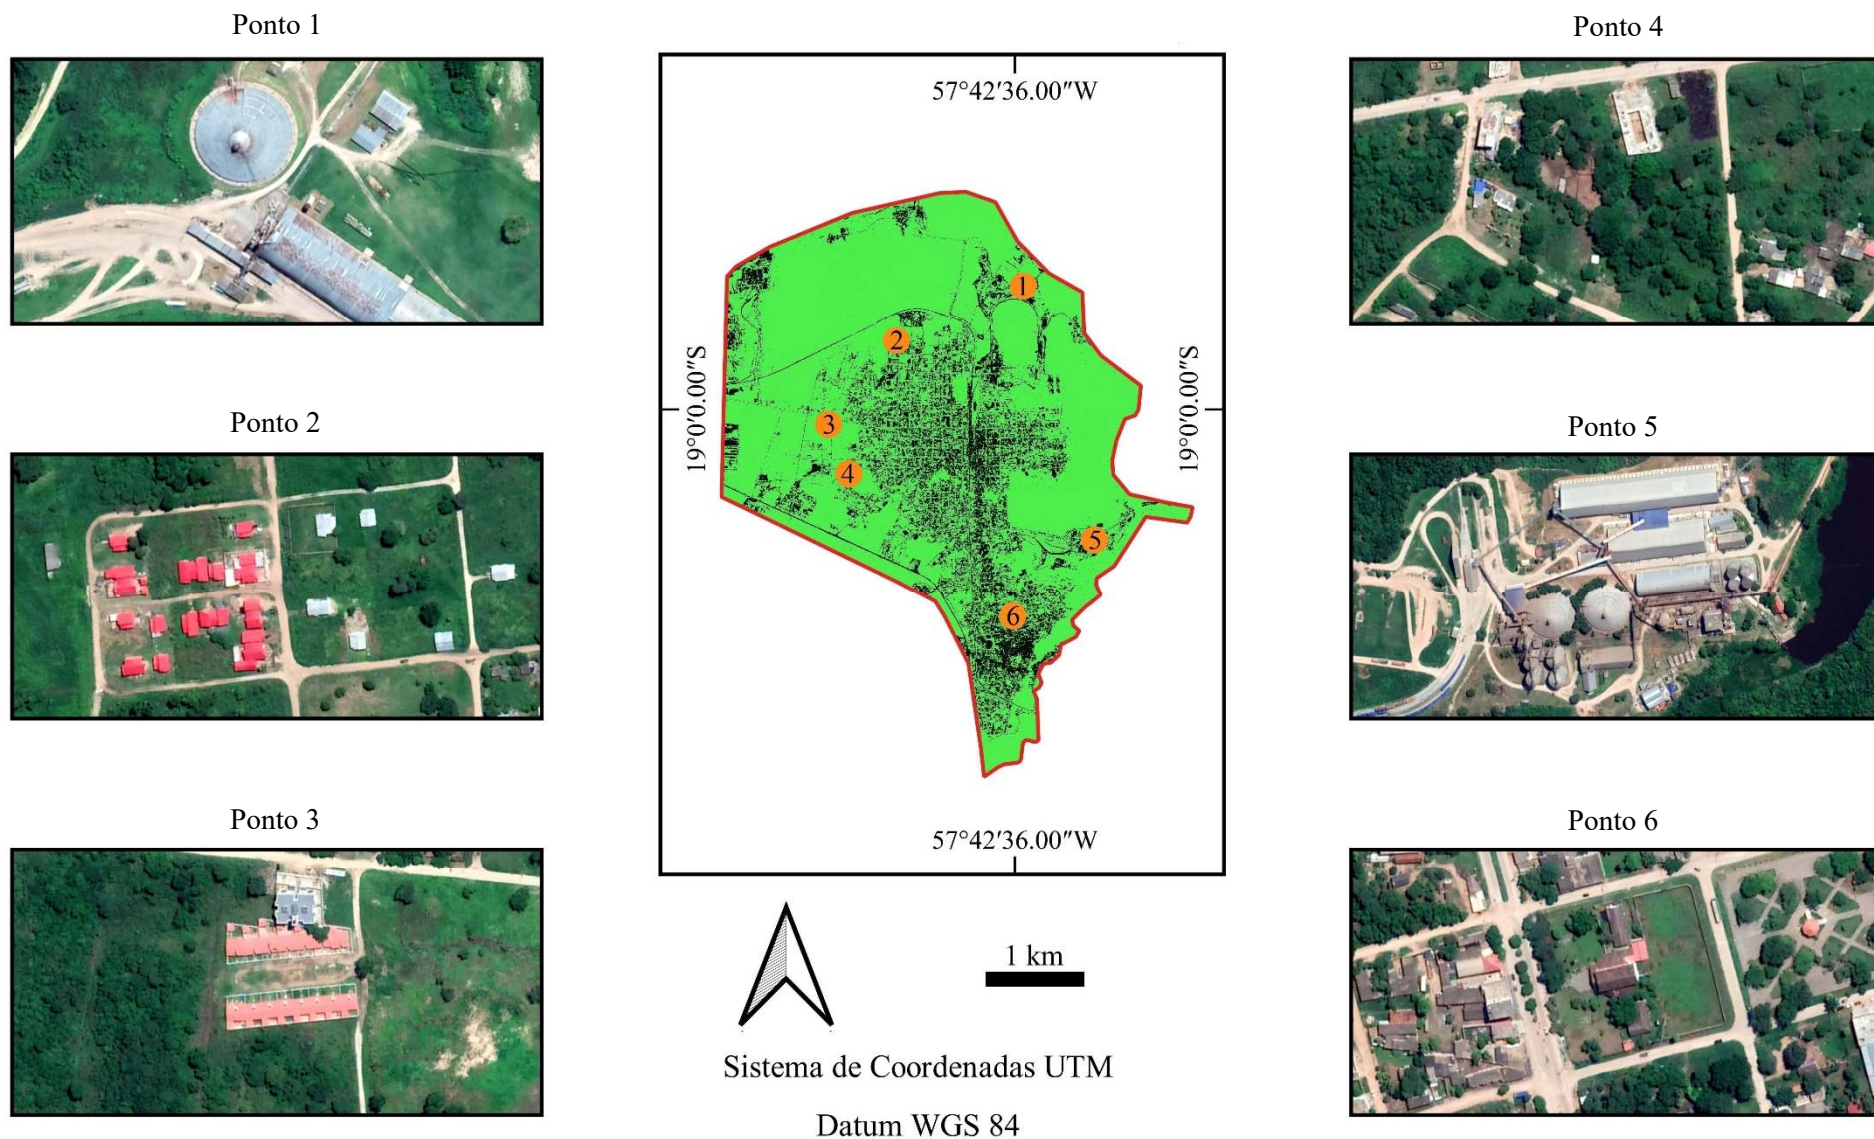 Ponto 1
Ponto 2
Ponto 3
57°42'36.00"W
19°0'0.00"S
19°0'0.00"S
1
2
3
4
5
6
57°42'36.00"W
1 km
Sistema de Coordenadas UTM
Datum WGS 84
Ponto 4
Ponto 5
Ponto 6